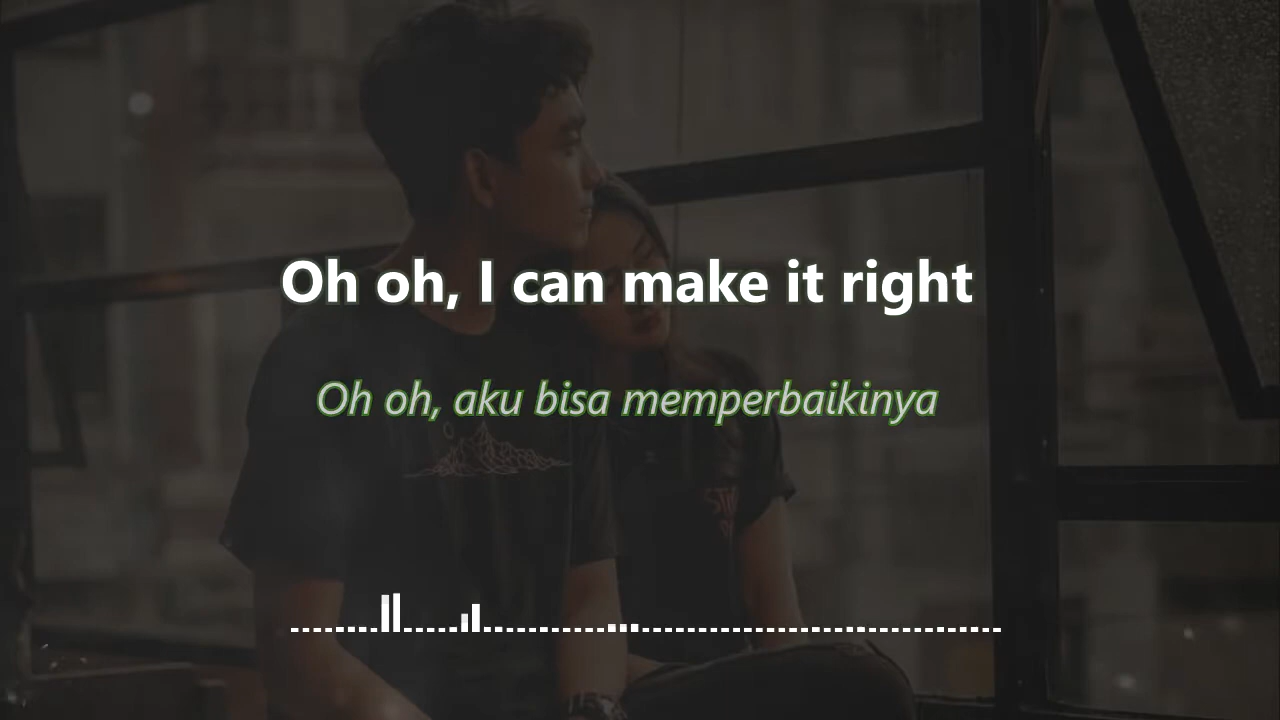 Oh oh, I can make it right
Oh oh, aku bisa memperbaikinya